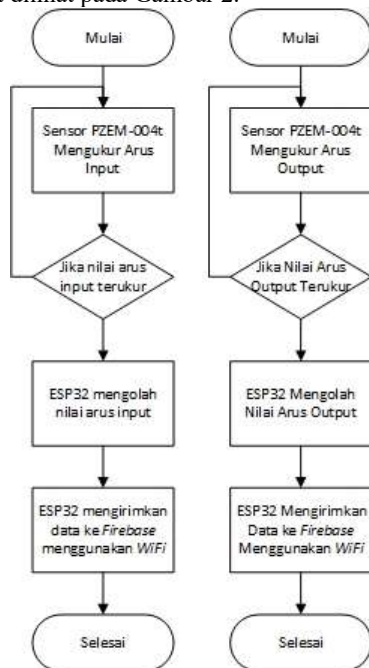 dilihat pada Gambar 2.
Mulai
Sensor PZEM-004t
Mengukur Arus
Input
Jika nilai arus
input terukur
ESP32 mengolah
nilai arus input
ESP32 mengirimkan
data ke Firebase
menggunakan WiFi
Selesai
Mulai
Sensor PZEM-004t
Mengukur Arus
Output
Jika Nilai Arus
Output Terukur
ESP32 Mengolah
Nilai Arus Output
ESP32 Mengirimkan
Data ke Firebase
Menggunakan WiFi
Selesai